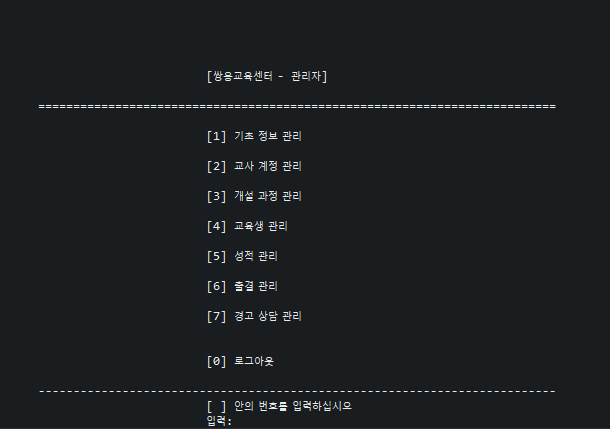 [쌍용교육센터 - 관리자]
==========================================================================
[1] 기초 정보 관리
[2] 교사 계정 관리
[3] 개설 과정 관리
[4] 교육생 관리
[5] 성적 관리
[6] 출결 관리
[7] 경고 상담 관리
[0] 로그아웃
--------------------------------------------------------------------------
[ ] 안의 번호를 입력하십시오
입력: